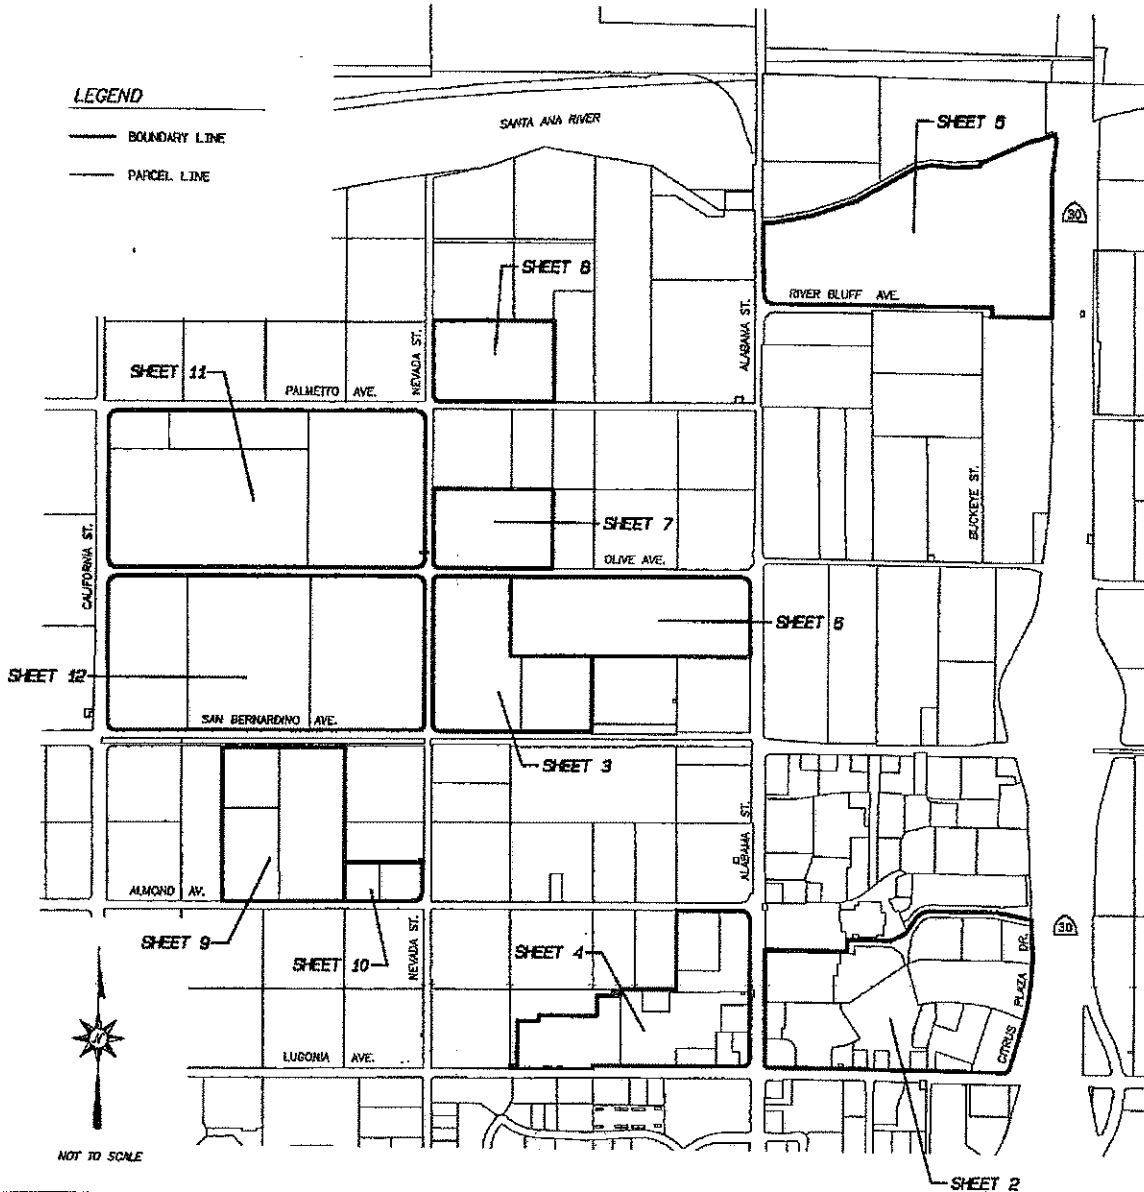 LEGEND
BOUNDARY LINE
PARCEL LINE
SANTA ANA RIVER
SHEET 5
30
SHEET 8
RIVER BLUFF AVE.
ALABAMA ST.
NEVADA ST.
SHEET 11
PALMETTO AVE.
BUCKEYE ST.
SHEET 7
CALIFORNIA ST.
OLIVE AVE.
SHEET 6
SHEET 12
SAN BERNARDINO AVE.
SHEET 3
ALABAMA ST.
ALMOND AV.
SHEET 9
SHEET 10
NEVADA ST.
SHEET 4
30
CITRUS PLAZA DR.
N
LUGONIA AVE.
NOT TO SCALE
SHEET 2